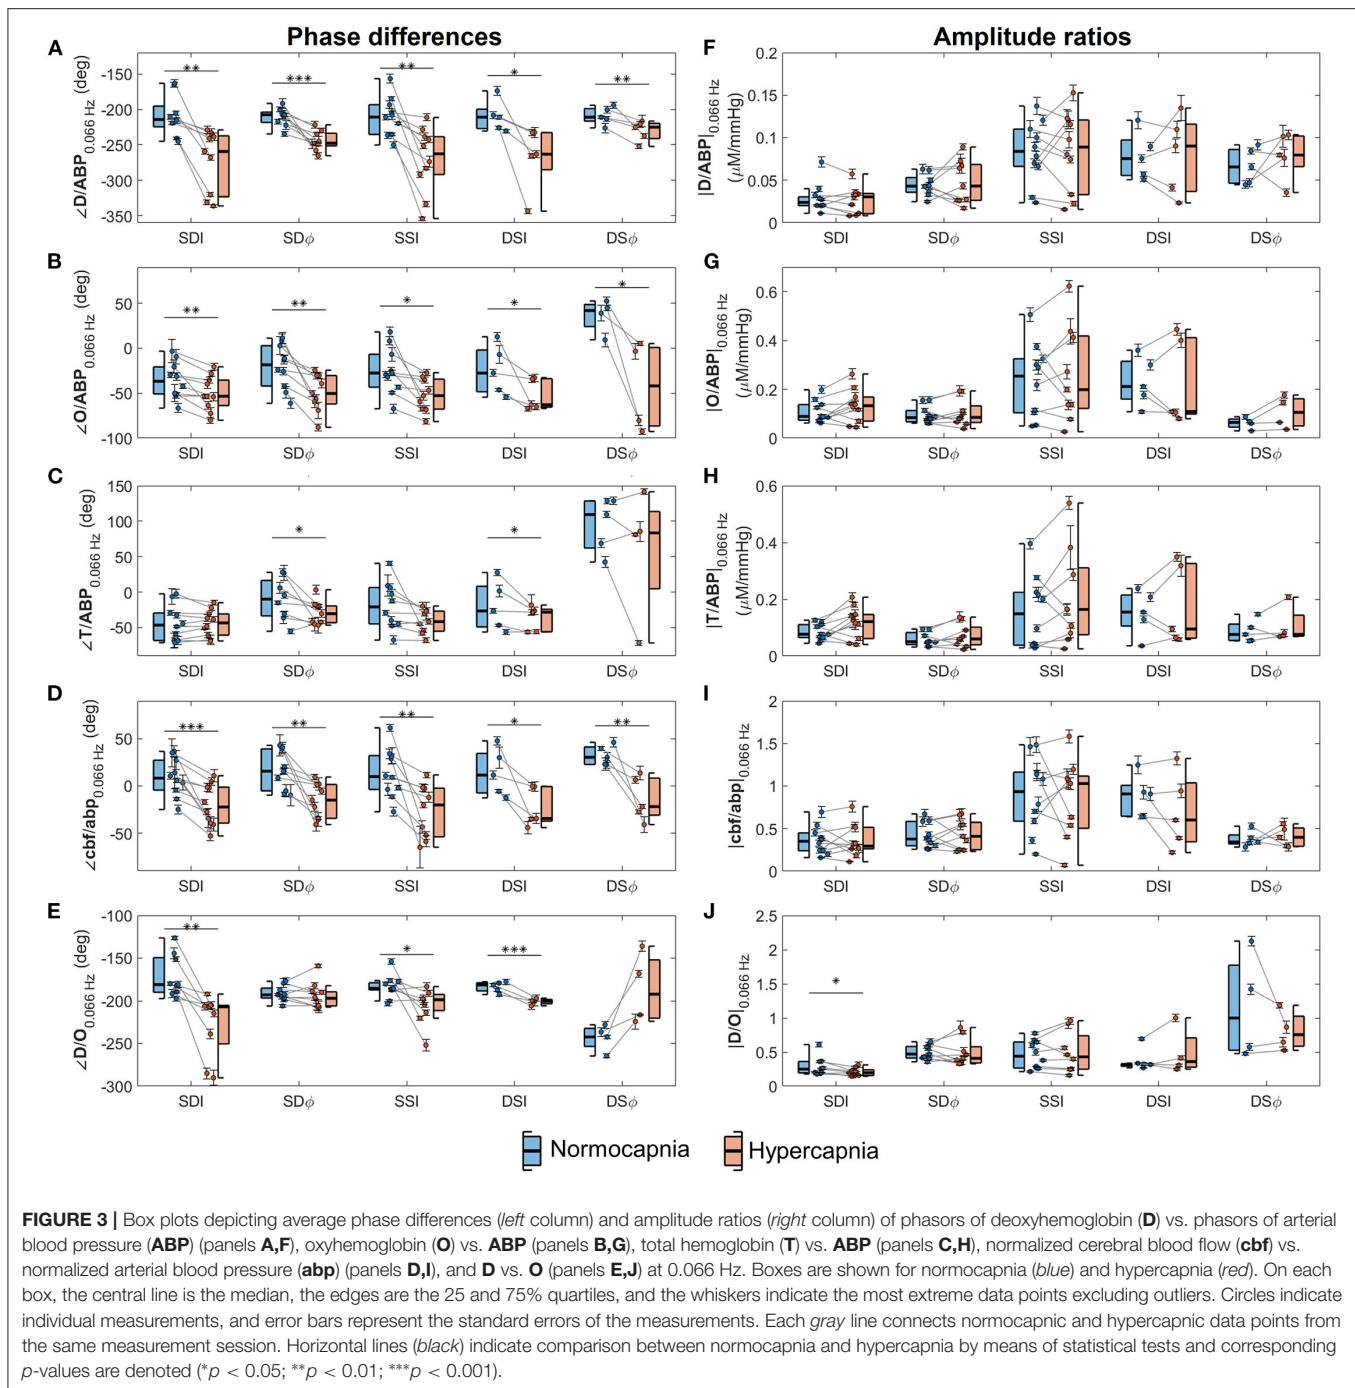 Phase differences
Amplitude ratios
A
∠D/ABP0.066 Hz (deg)
-150
-200
-250
-300
-350
** *** ** * **
SDI SDϕ SSI DSI DSϕ
F
|D/ABP|0.066 Hz
(μM/mmHg)
0.2
0.15
0.1
0.05
0
SDI SDϕ SSI DSI DSϕ
B
∠O/ABP0.066 Hz (deg)
50
0
-50
-100
** ** * * *
SDI SDϕ SSI DSI DSϕ
G
|O/ABP|0.066 Hz
(μM/mmHg)
0.6
0.4
0.2
0
SDI SDϕ SSI DSI DSϕ
C
∠T/ABP0.066 Hz (deg)
150
100
50
0
-50
* *
SDI SDϕ SSI DSI DSϕ
H
|T/ABP|0.066 Hz
(μM/mmHg)
0.6
0.4
0.2
0
SDI SDϕ SSI DSI DSϕ
D
∠cbf/abp0.066 Hz (deg)
50
0
-50
*** ** ** * **
SDI SDϕ SSI DSI DSϕ
I
|cbf/abp|0.066 Hz
2
1.5
1
0.5
0
SDI SDϕ SSI DSI DSϕ
E
∠D/O0.066 Hz (deg)
-100
-150
-200
-250
-300
** * ***
SDI SDϕ SSI DSI DSϕ
J
|D/O|0.066 Hz
2.5
2
1.5
1
0.5
0
*
SDI SDϕ SSI DSI DSϕ
Normocapnia Hypercapnia
FIGURE 3 | Box plots depicting average phase differences (left column) and amplitude ratios (right column) of phasors of deoxyhemoglobin (D) vs. phasors of arterial
blood pressure (ABP) (panels A,F), oxyhemoglobin (O) vs. ABP (panels B,G), total hemoglobin (T) vs. ABP (panels C,H), normalized cerebral blood flow (cbf) vs.
normalized arterial blood pressure (abp) (panels D,I), and D vs. O (panels E,J) at 0.066 Hz. Boxes are shown for normocapnia (blue) and hypercapnia (red). On each
box, the central line is the median, the edges are the 25 and 75% quartiles, and the whiskers indicate the most extreme data points excluding outliers. Circles indicate
individual measurements, and error bars represent the standard errors of the measurements. Each gray line connects normocapnic and hypercapnic data points from
the same measurement session. Horizontal lines (black) indicate comparison between normocapnia and hypercapnia by means of statistical tests and corresponding
p-values are denoted (*p < 0.05; **p < 0.01; ***p < 0.001).